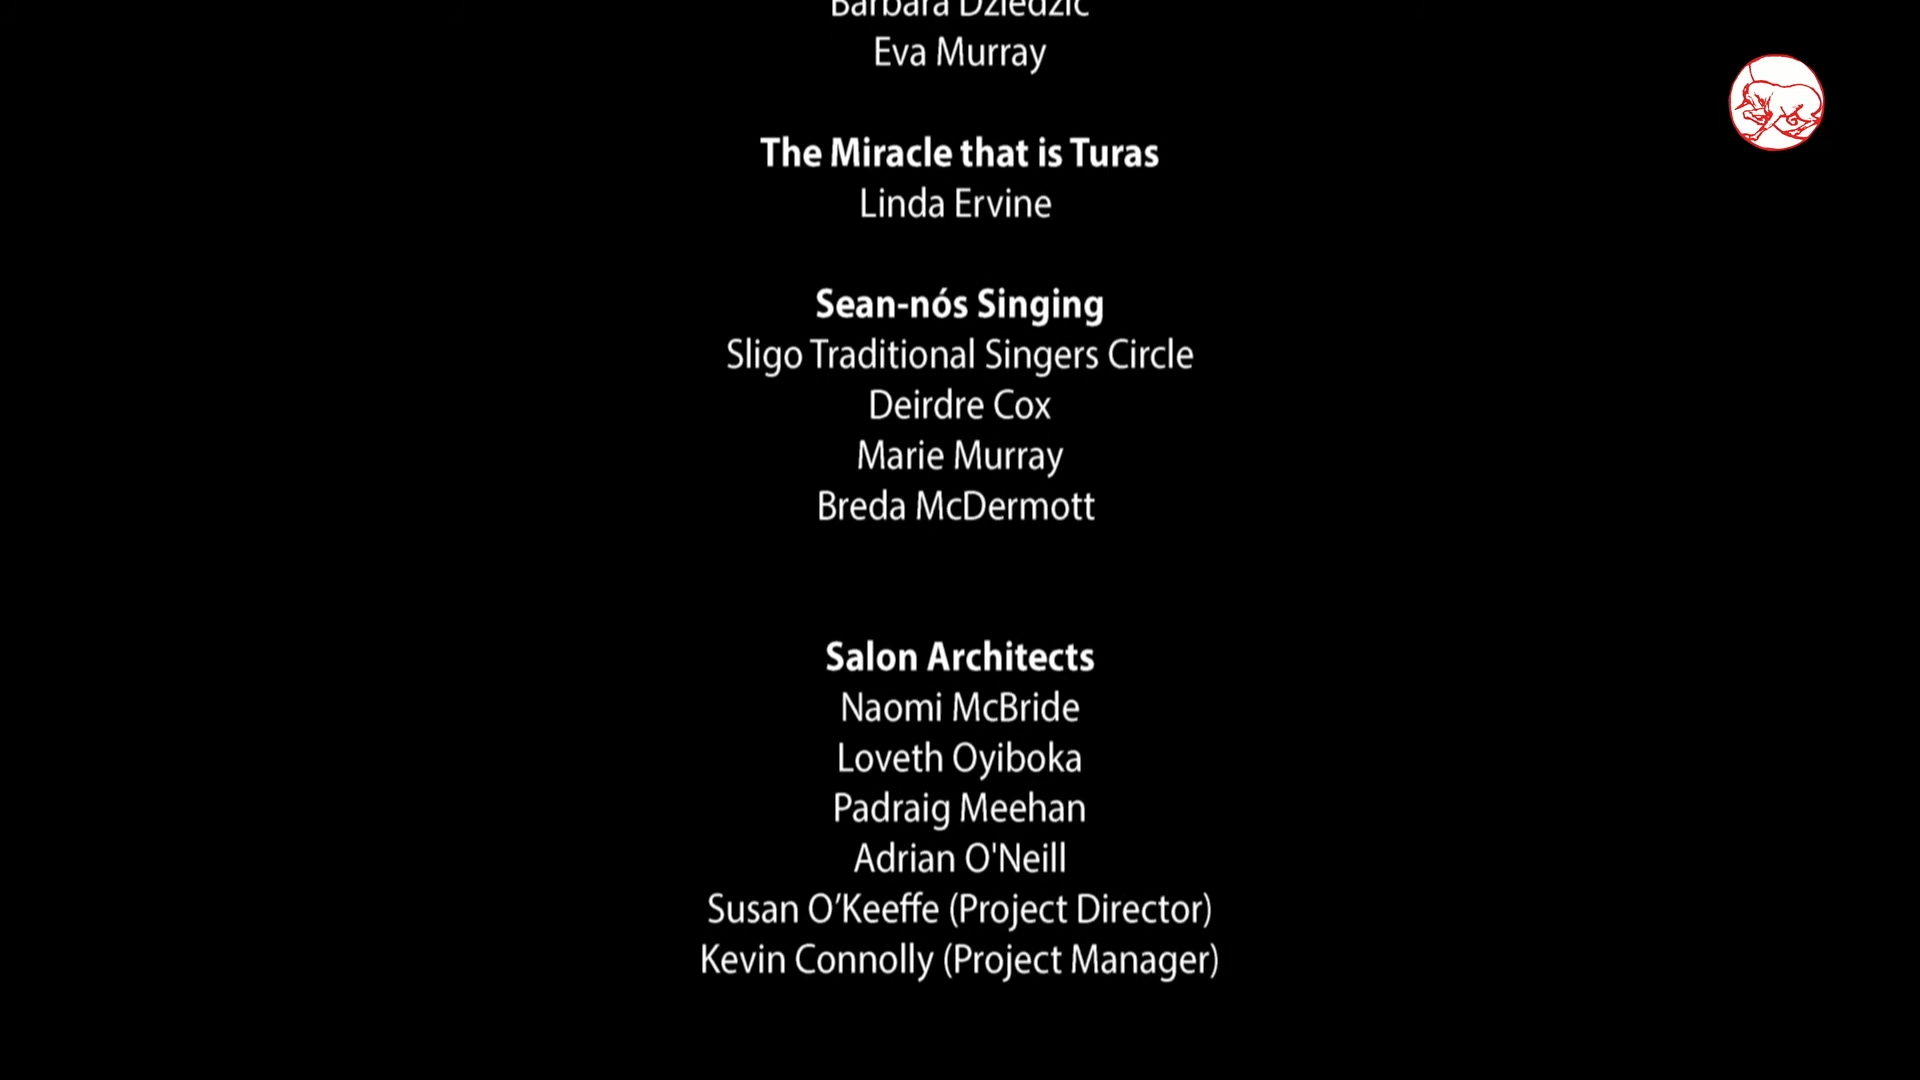 Barbara Dziedzic
Eva Murray
The Miracle that is Turas
Linda Ervine
Sean-nós Singing
Sligo Traditional Singers Circle
Deirdre Cox
Marie Murray
Breda McDermott
Salon Architects
Naomi McBride
Loveth Oyiboka
Padraig Meehan
Adrian O'Neill
Susan O’Keeffe (Project Director)
Kevin Connolly (Project Manager)